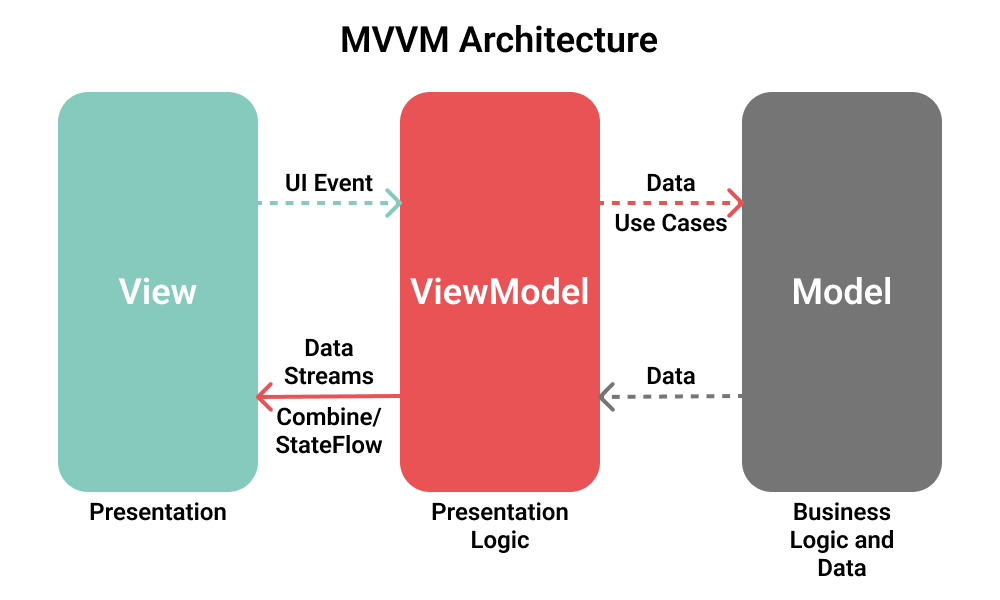 MVVM Architecture
UI Event
Data
Use Cases
View
ViewModel
Model
Data
Streams
Combine/
StateFlow
Data
Presentation
Presentation
Logic
Business
Logic and
Data